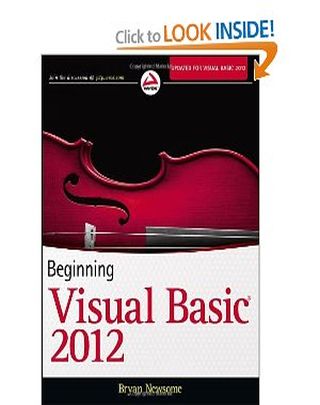 Click to LOOK INSIDE!
UPDATED FOR VISUAL BASIC 2012
Beginning
Visual Basic®
2012
Bryan Newsome